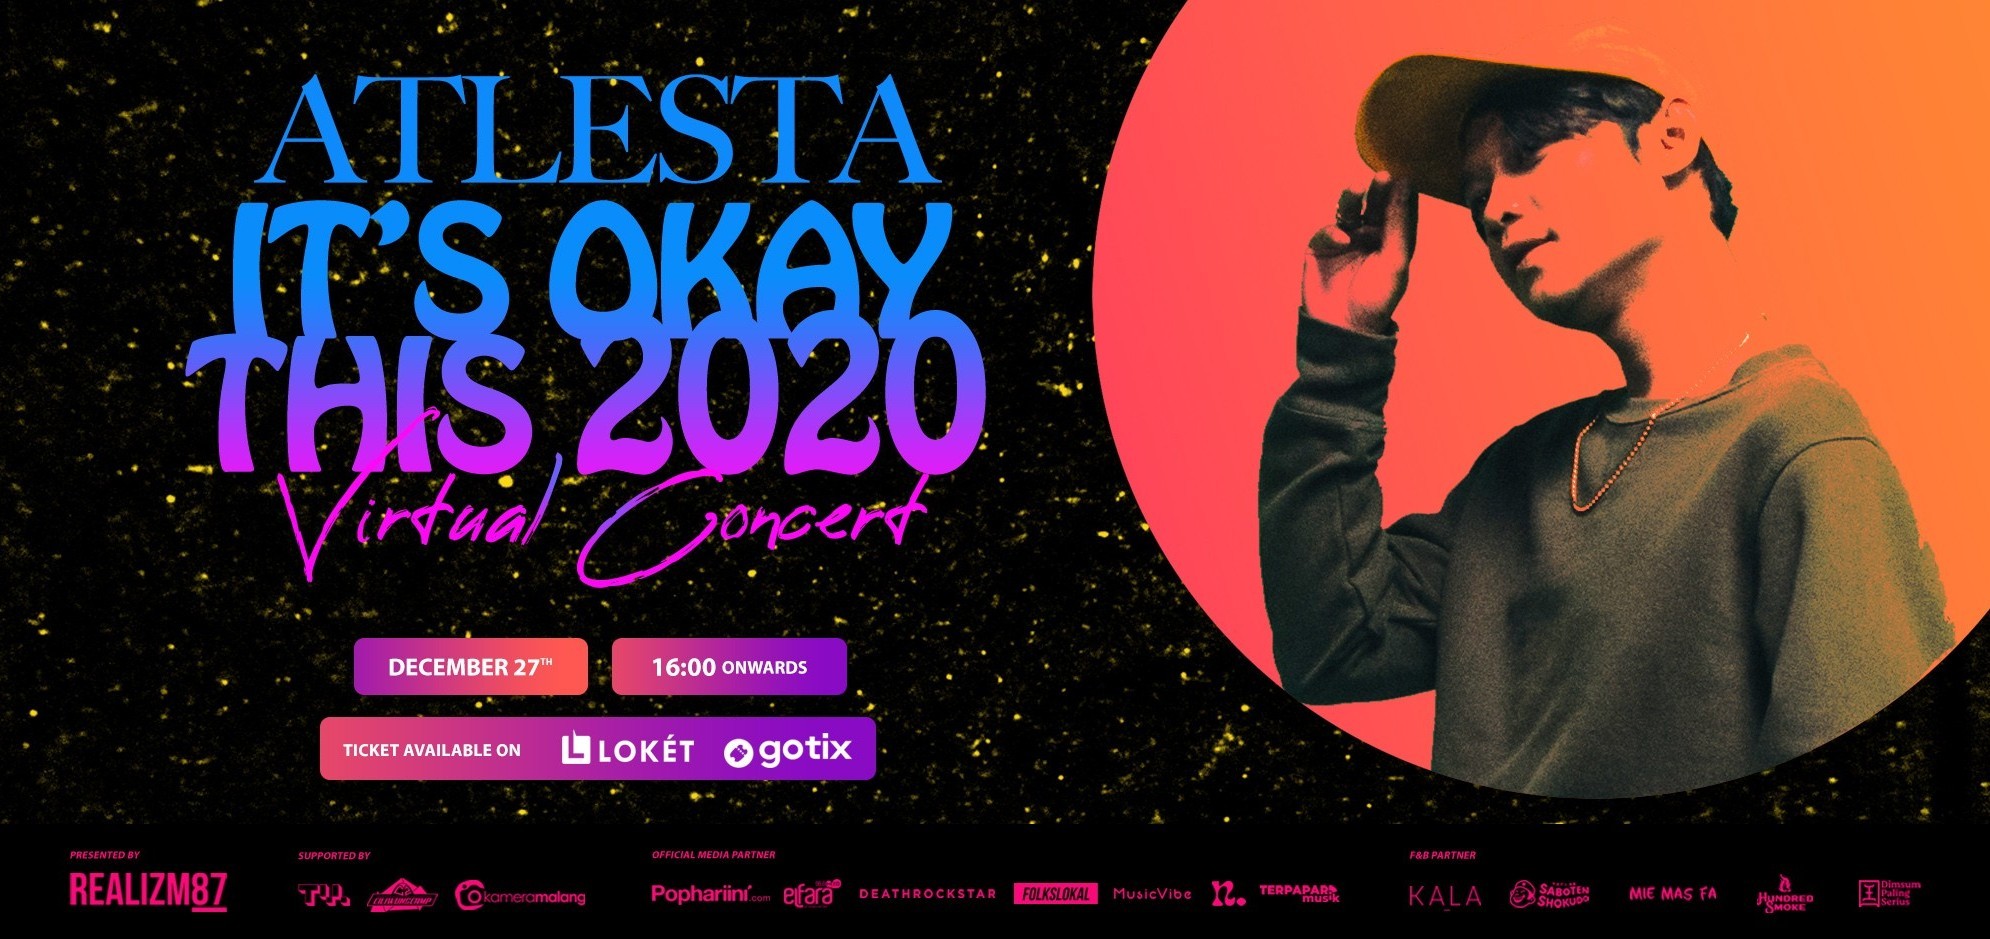 ATLESTA
IT'S OKAY
THIS 2020
Virtual Concert
DECEMBER 27TH
16:00 ONWARDS
TICKET AVAILABLE ON LOKÉT gotix
PRESENTED BY
REALIZM87
SUPPORTED BY
kameramalang
OFFICIAL MEDIA PARTNER
Pophariini.com elfara DEATHROCKSTAR FOLKSLOKAL MusicVibe n. TERPAPAR musik
F&B PARTNER
KALA SABOTEN SHOKUDO MIE MAS FA HUNDRED SMOKE Dimsum Paling Serius